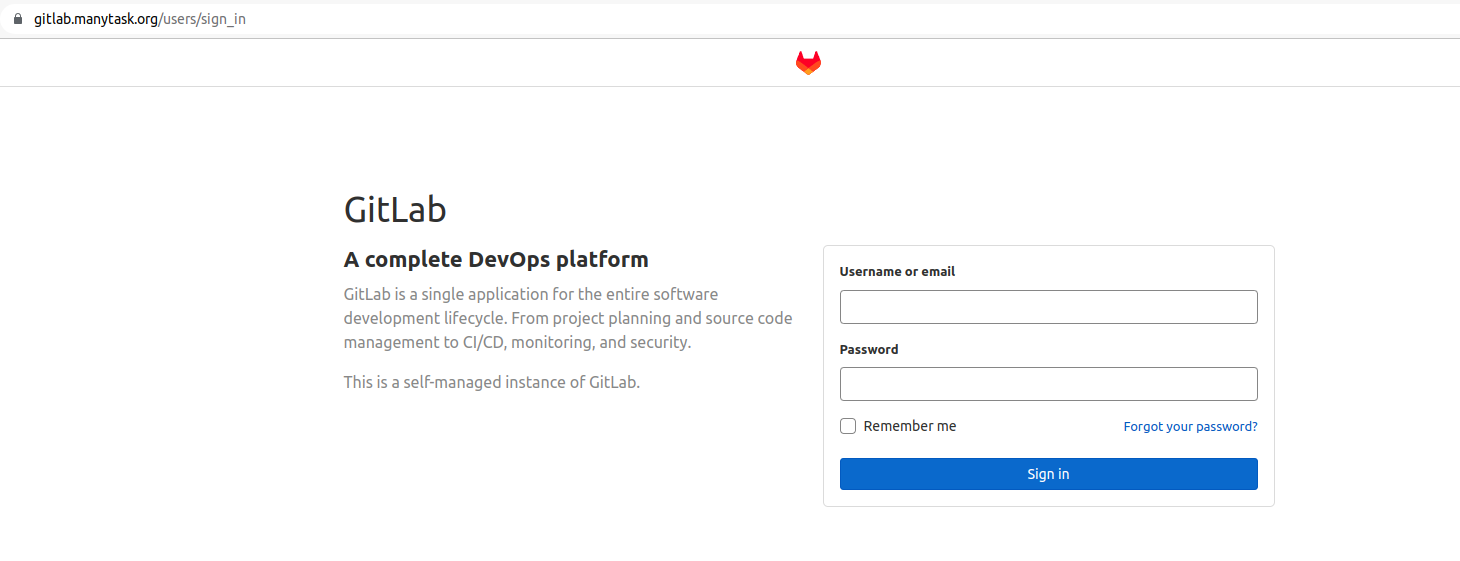 gitlab.manytask.org/users/sign_in
GitLab
A complete DevOps platform
GitLab is a single application for the entire software
development lifecycle. From project planning and source code
management to CI/CD, monitoring, and security.
This is a self-managed instance of GitLab.
Username or email
Password
Remember me
Forgot your password?
Sign in